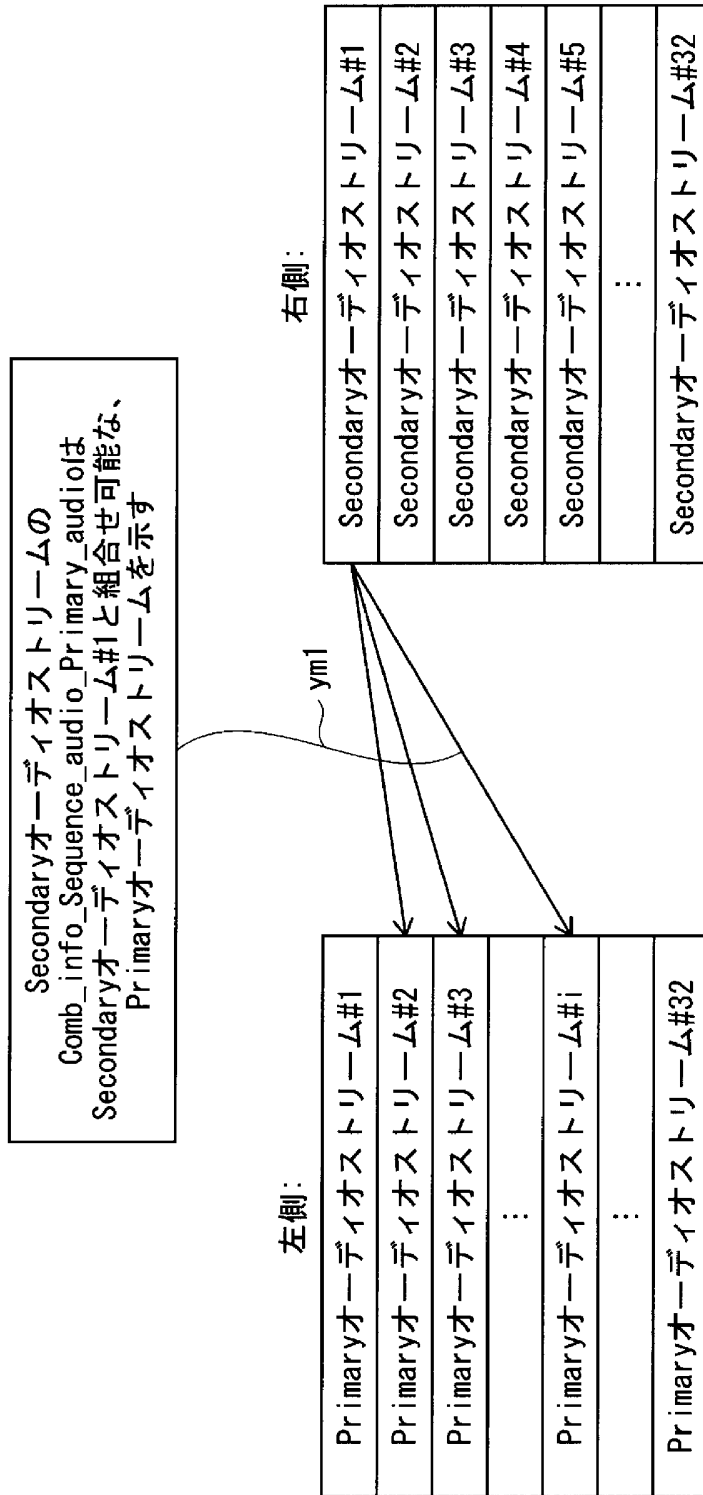 Secondaryオーディオストリームの
Comb_info_Sequence_audio_Primary_audioは
Secondaryオーディオストリーム#1と組合せ可能な、
Primaryオーディオストリームを示す
ym1
左側:
Primaryオーディオストリーム#1
Primaryオーディオストリーム#2
Primaryオーディオストリーム#3
⋮
Primaryオーディオストリーム#i
⋮
Primaryオーディオストリーム#32
右側:
Secondaryオーディオストリーム#1
Secondaryオーディオストリーム#2
Secondaryオーディオストリーム#3
Secondaryオーディオストリーム#4
Secondaryオーディオストリーム#5
⋮
Secondaryオーディオストリーム#32